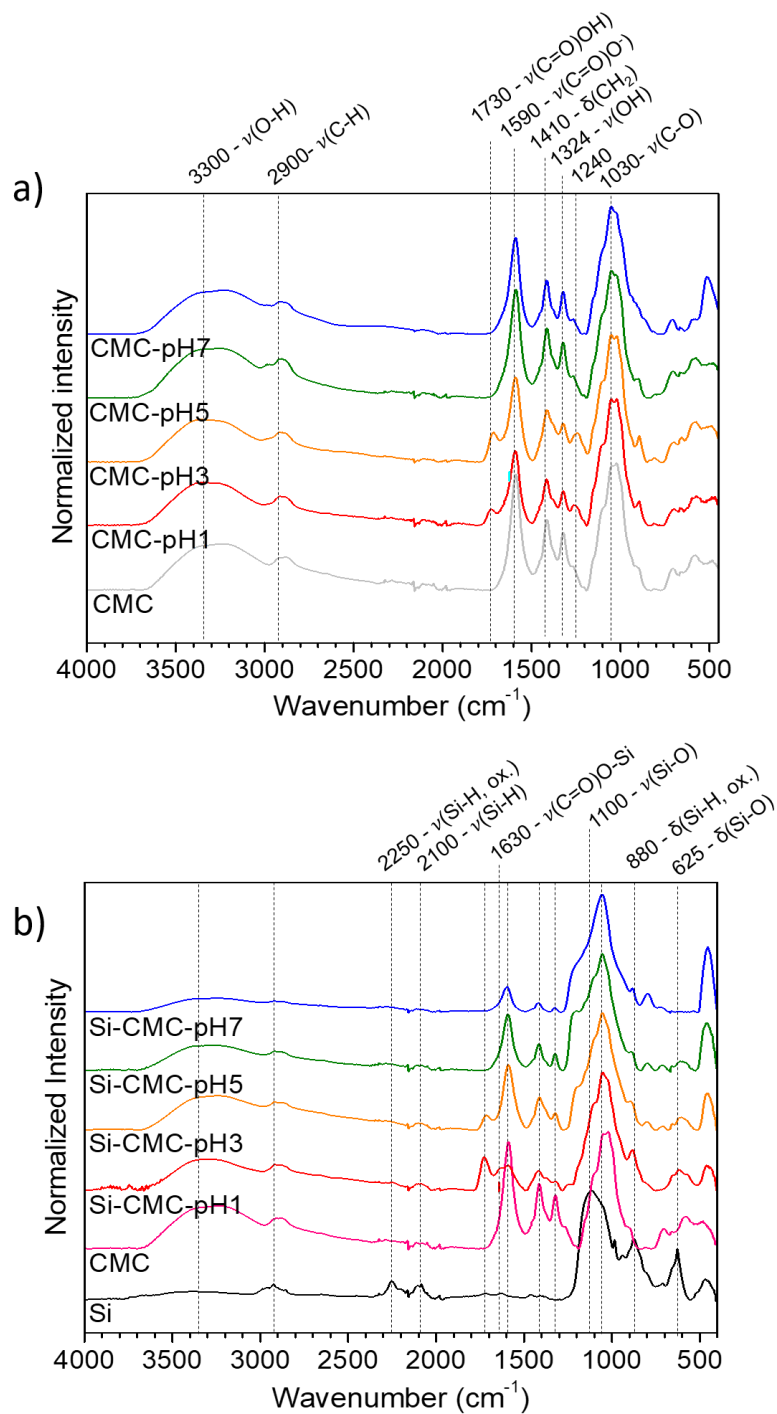 3300 - ν(O-H)
2900- ν(C-H)
1730 - ν(C=O)OH)
1590 - ν(C=O)O-)
1410 - δ(CH2)
1324 - ν(OH)
1240
1030- ν(C-O)
a)
Normalized intensity
CMC-pH7
CMC-pH5
CMC-pH3
CMC-pH1
CMC
4000 3500 3000 2500 2000 1500 1000 500
Wavenumber (cm-1)
2250 - ν(Si-H, ox.)
2100 - ν(Si-H)
1630 - ν(C=O)O-Si
1100 - ν(Si-O)
880 - δ(Si-H, ox.)
625 - δ(Si-O)
b)
Normalized Intensity
Si-CMC-pH7
Si-CMC-pH5
Si-CMC-pH3
Si-CMC-pH1
CMC
Si
4000 3500 3000 2500 2000 1500 1000 500
Wavenumber (cm-1)